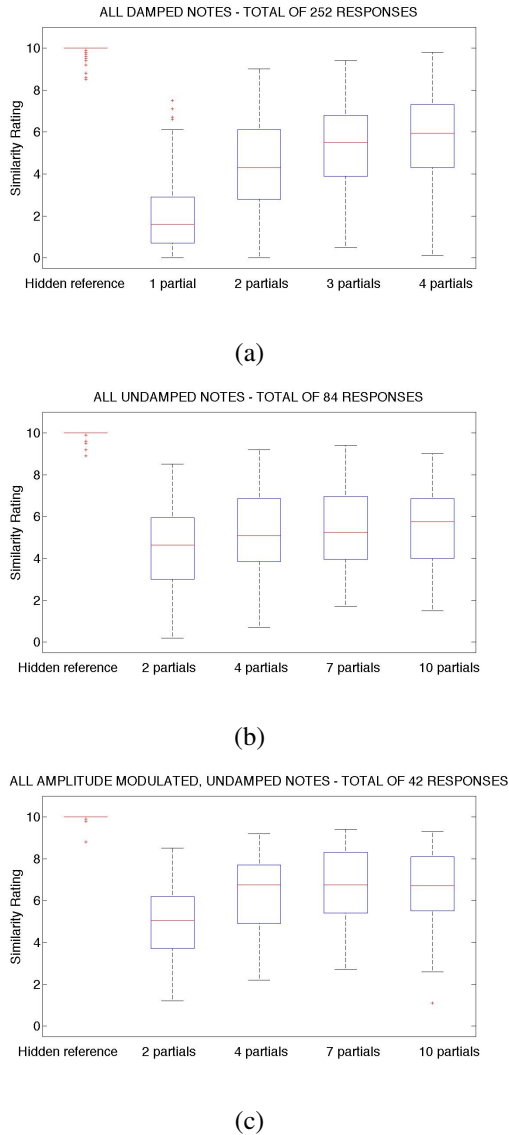 ALL DAMPED NOTES - TOTAL OF 252 RESPONSES
10
8
6
4
2
0
Similarity Rating
Hidden reference 1 partial 2 partials 3 partials 4 partials
(a)
ALL UNDAMPED NOTES - TOTAL OF 84 RESPONSES
10
8
6
4
2
0
Similarity Rating
Hidden reference 2 partials 4 partials 7 partials 10 partials
(b)
ALL AMPLITUDE MODULATED, UNDAMPED NOTES - TOTAL OF 42 RESPONSES
10
8
6
4
2
0
Similarity Rating
Hidden reference 2 partials 4 partials 7 partials 10 partials
(c)